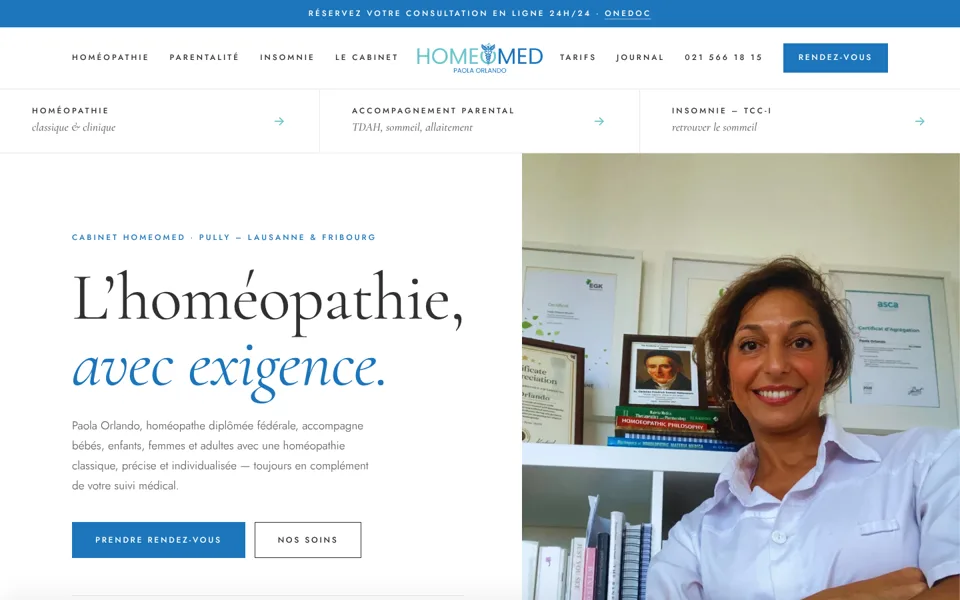 RÉSERVEZ VOTRE CONSULTATION EN LIGNE 24H/24 · ONEDOC
HOMÉOPATHIE PARENTALITÉ INSOMNIE LE CABINET HOMEOMED TARIFS JOURNAL 021 566 18 15 RENDEZ-VOUS
PAOLA ORLANDO
HOMÉOPATHIE
classique & clinique
ACCOMPAGNEMENT PARENTAL
TDAH, sommeil, allaitement
INSOMNIE – TCC-I
retrouver le sommeil
CABINET HOMEOMED · PULLY – LAUSANNE & FRIBOURG
L’homéopathie,
avec exigence.
Paola Orlando, homéopathe diplômée fédérale, accompagne
bébés, enfants, femmes et adultes avec une homéopathie
classique, précise et individualisée — toujours en complément
de votre suivi médical.
PRENDRE RENDEZ-VOUS
NOS SOINS
EGK
asca
Certificat d'Agrégation
HOMEOPATHIC PHILOSOPHY